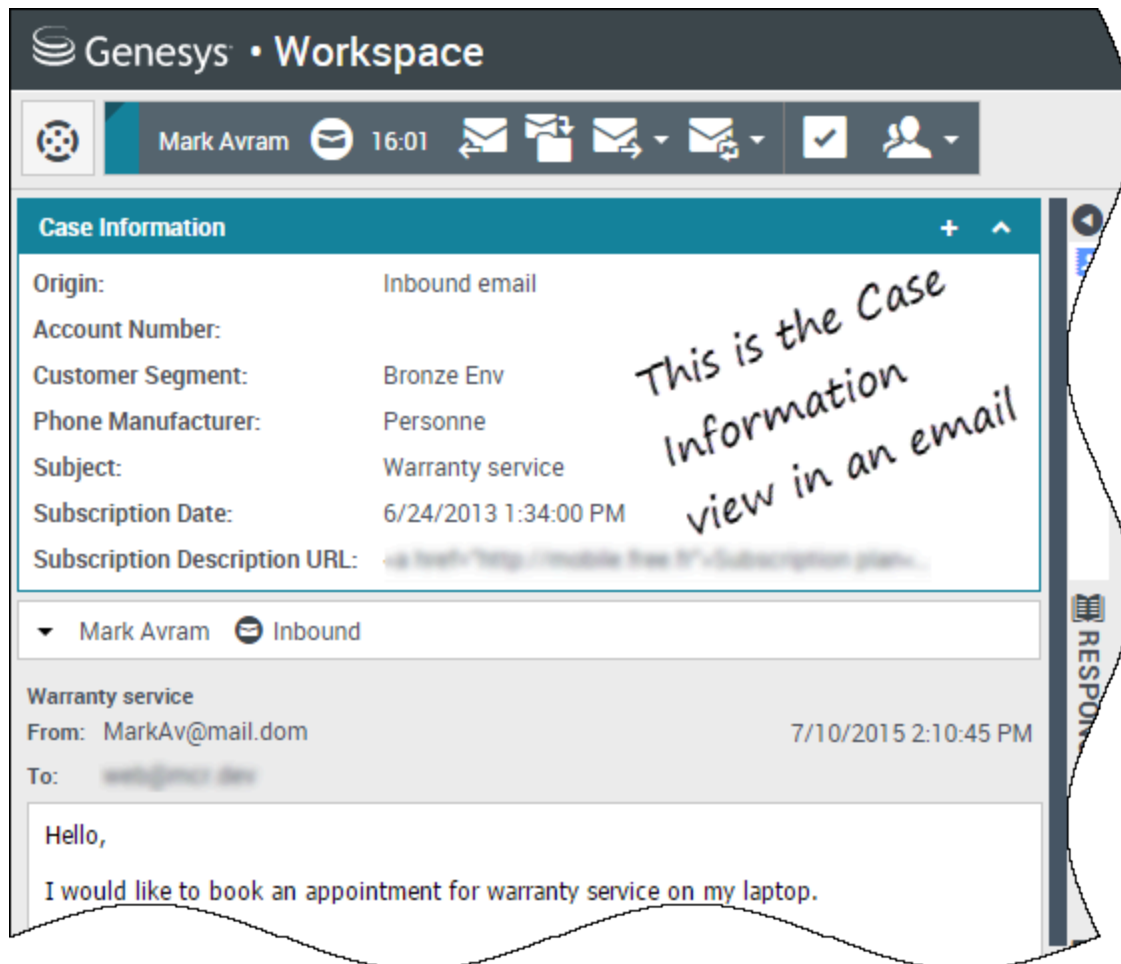 Genesys • Workspace
Mark Avram 16:01
Case Information
Origin: Inbound email
Account Number:
Customer Segment: Bronze Env
Phone Manufacturer: Personne
Subject: Warranty service
Subscription Date: 6/24/2013 1:34:00 PM
Subscription Description URL:
This is the Case
Information
view in an email
Mark Avram Inbound
Warranty service
From: MarkAv@mail.dom 7/10/2015 2:10:45 PM
To:
Hello,
I would like to book an appointment for warranty service on my laptop.